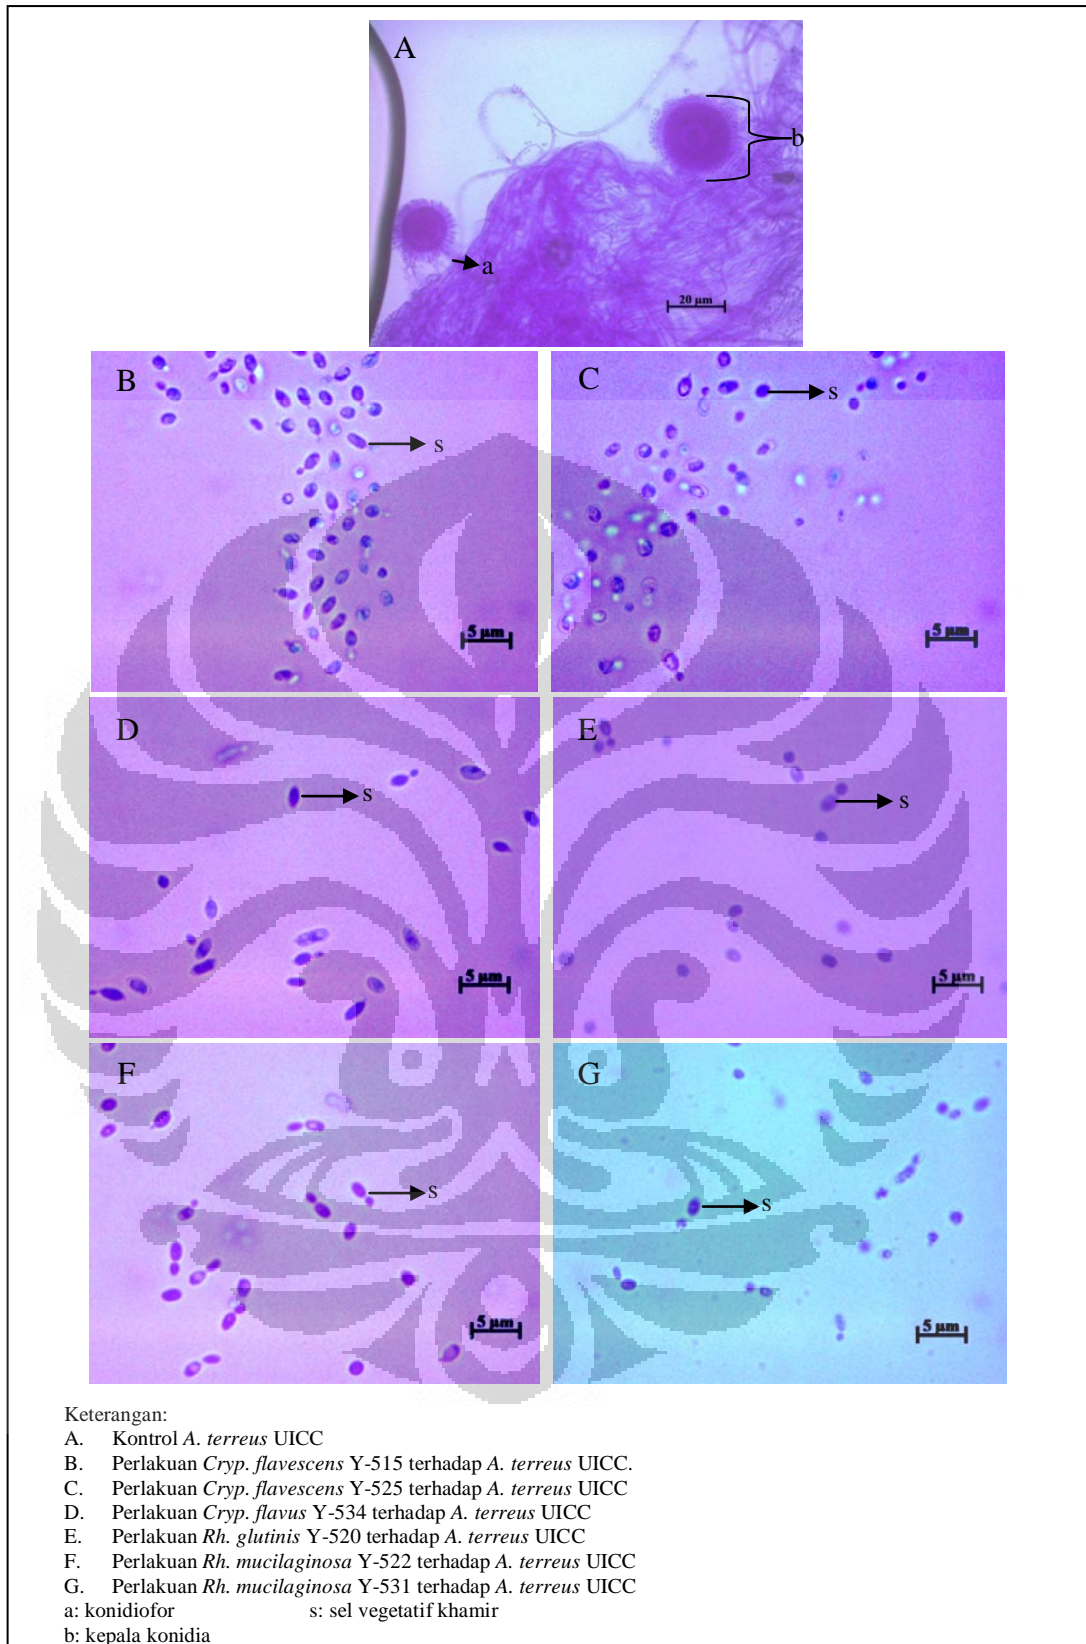 A
b
a
20 µm
B
s
5 µm
C
s
5 µm
D
s
5 µm
E
s
5 µm
F
s
5 µm
G
s
5 µm
Keterangan:
A. Kontrol A. terreus UICC
B. Perlakuan Cryp. flavescens Y-515 terhadap A. terreus UICC.
C. Perlakuan Cryp. flavescens Y-525 terhadap A. terreus UICC
D. Perlakuan Cryp. flavus Y-534 terhadap A. terreus UICC
E. Perlakuan Rh. glutinis Y-520 terhadap A. terreus UICC
F. Perlakuan Rh. mucilaginosa Y-522 terhadap A. terreus UICC
G. Perlakuan Rh. mucilaginosa Y-531 terhadap A. terreus UICC
a: konidiofor s: sel vegetatif khamir
b: kepala konidia